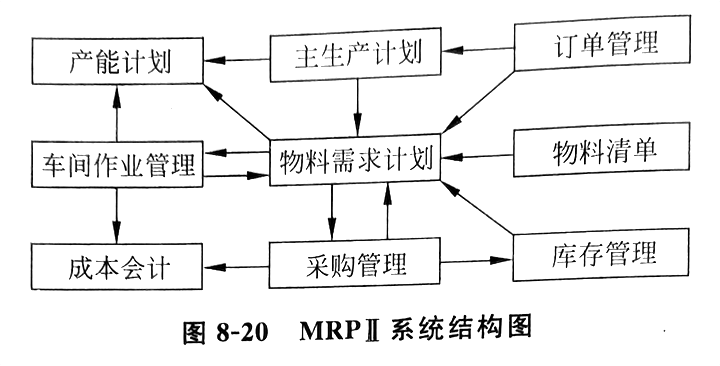 产能计划
主生产计划
订单管理
车间作业管理
物料需求计划
物料清单
成本会计
采购管理
库存管理
图 8-20 MRPⅡ系统结构图